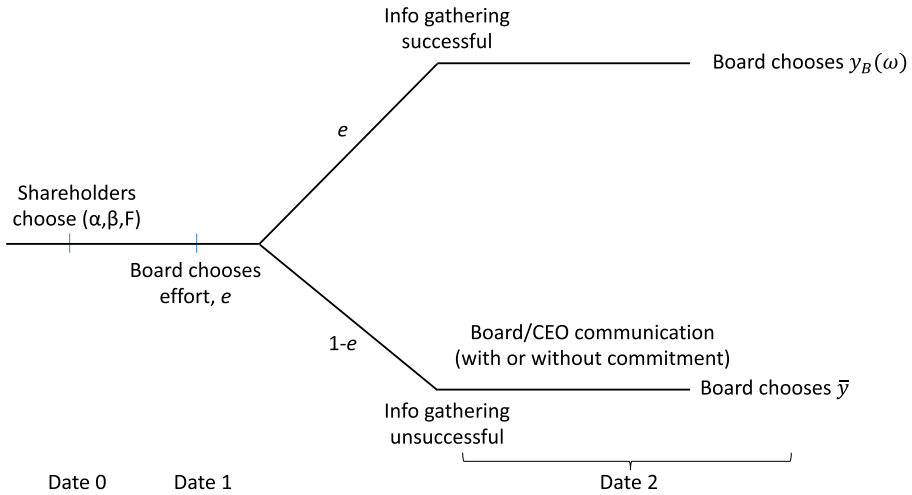 Info gathering
successful
Board chooses y_B(ω)
e
Shareholders
choose (α,β,F)
Board chooses
effort, e
1-e
Board/CEO communication
(with or without commitment)
Board chooses ȳ
Info gathering
unsuccessful
Date 0
Date 1
Date 2